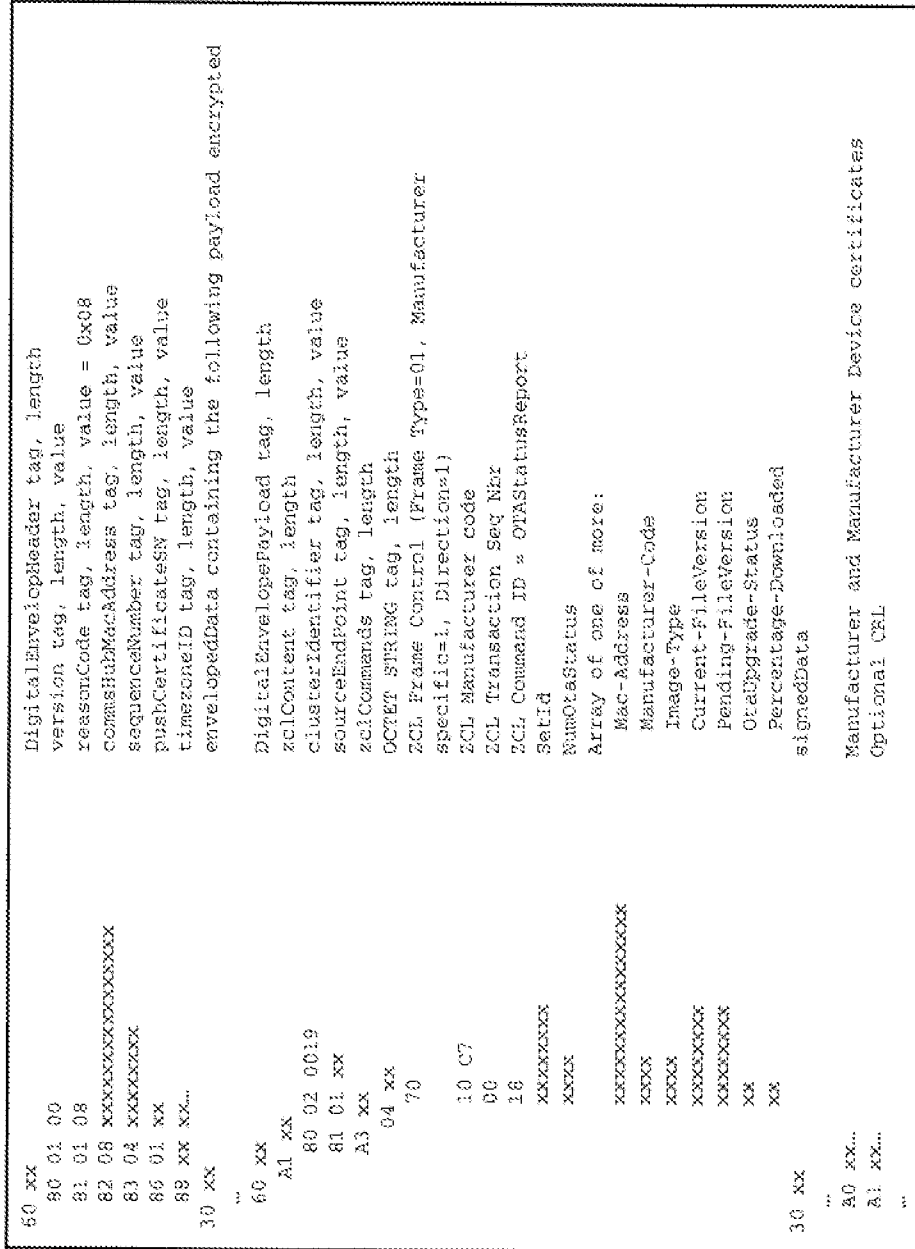 60 xx DigitalEnvelopHeader tag, length
80 01 00 version tag, length, value
81 01 08 reasonCode tag, length, value = 0x08
82 08 xxxxxxxxxxxxxxxx commsHubMacAddress tag, length, value
83 04 xxxxxxxx sequenceNumber tag, length, value
86 01 xx pushCertificateSN tag, length, value
88 xx xx… timezoneID tag, length, value
30 xx envelopedData containing the following payload encrypted
…
60 xx DigitalEnvelopePayload tag, length
A1 xx zclContent tag, length
80 02 0019 clusterIdentifier tag, length, value
81 01 xx sourceEndPoint tag, length, value
A3 xx zclCommands tag, length
04 xx OCTET STRING tag, length
70 ZCL Frame Control (Frame Type=01, Manufacturer
specific=1, Direction=1)
10 C7 ZCL Manufacturer code
00 ZCL Transaction Seq Nbr
16 ZCL Command ID = OTAStatusReport
xxxxxxxx SetId
xxxx NumOtaStatus
Array of one of more:
xxxxxxxxxxxxxxxx Mac-Address
xxxx Manufacturer-Code
xxxx Image-Type
xxxxxxxx Current-FileVersion
xxxxxxxx Pending-FileVersion
xx OtaUpgrade-Status
xx Percentage-Downloaded
30 xx signedData
…
A0 xx… Manufacturer and Manufacturer Device certificates
A1 xx… Optional CRL
…